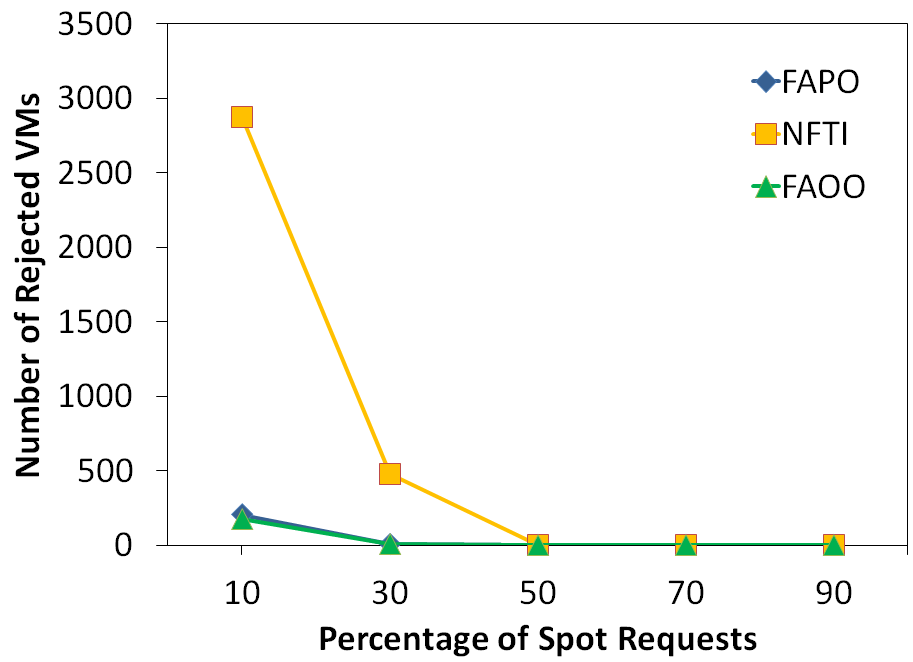 3500
3000
2500
2000
1500
1000
500
0
Number of Rejected VMs
FAPO
NFTI
FAOO
10 30 50 70 90
Percentage of Spot Requests